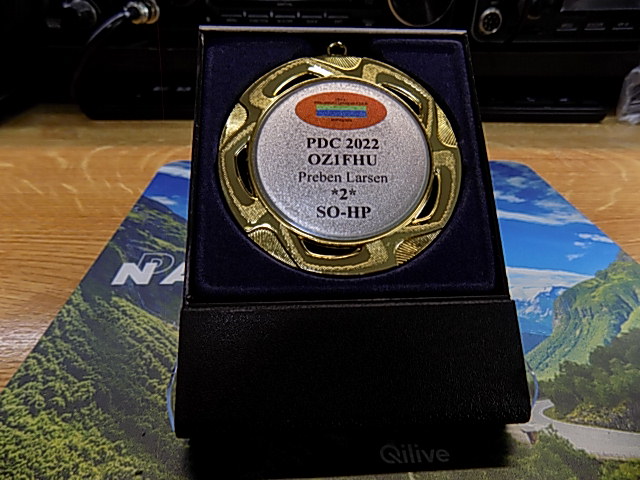 PDC 2022
OZ1FHU
Preben Larsen
*2*
SO-HP
Qilive